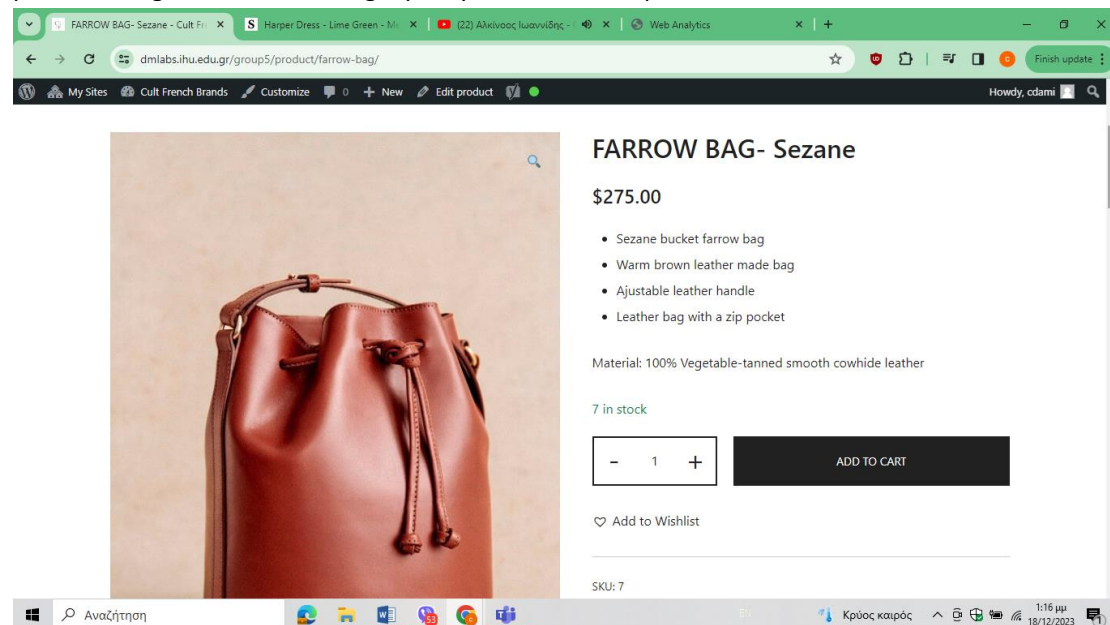 FARROW BAG- Sezane - Cult Fr
Harper Dress - Lime Green - M
(22) Αλκίνοος Ιωαννίδης -
Web Analytics
dmlabs.ihu.edu.gr/group5/product/farrow-bag/
Finish update
My Sites Cult French Brands Customize 0 + New Edit product
Howdy, cdami
FARROW BAG- Sezane
$275.00
• Sezane bucket farrow bag
• Warm brown leather made bag
• Ajustable leather handle
• Leather bag with a zip pocket
Material: 100% Vegetable-tanned smooth cowhide leather
7 in stock
- 1 +
ADD TO CART
Add to Wishlist
SKU: 7
Αναζήτηση
53
Κρύος καιρός
1:16 μμ
18/12/2023